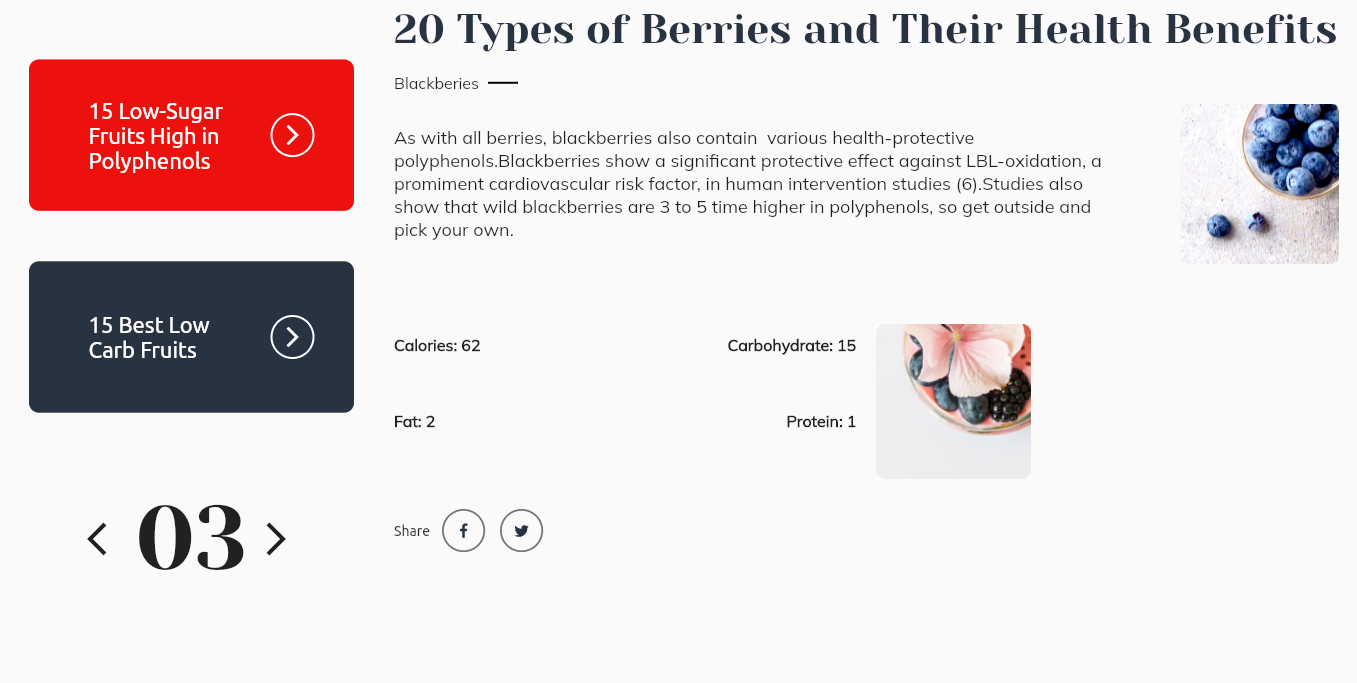 20 Types of Berries and Their Health Benefits
15 Low-Sugar
Fruits High in
Polyphenols
15 Best Low
Carb Fruits
03
Blackberies
As with all berries, blackberries also contain  various health-protective
polyphenols.Blackberries show a significant protective effect against LBL-oxidation, a
promiment cardiovascular risk factor, in human intervention studies (6).Studies also
show that wild blackberries are 3 to 5 time higher in polyphenols, so get outside and
pick your own.
Calories: 62
Carbohydrate: 15
Fat: 2
Protein: 1
Share